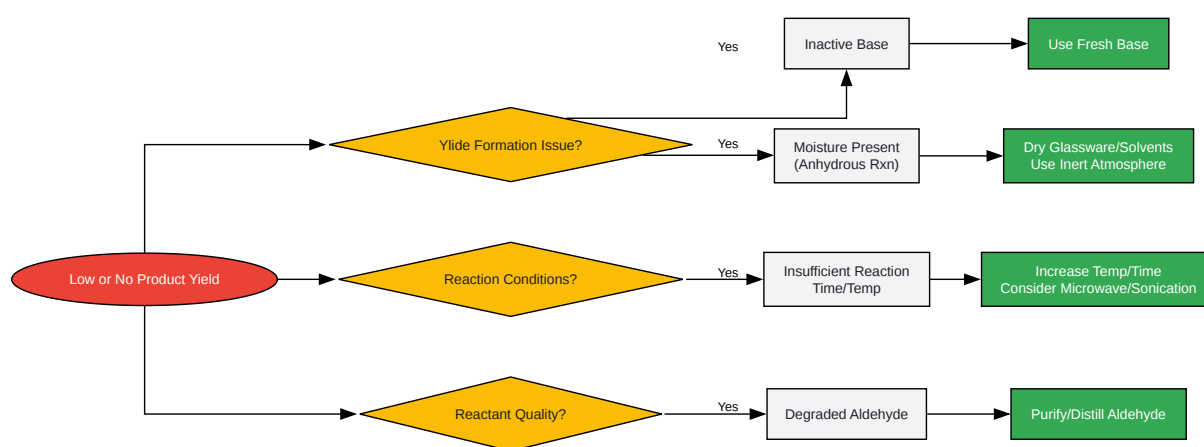 Yes
Inactive Base
Use Fresh Base
Ylide Formation Issue?
Yes
Moisture Present
(Anhydrous Rxn)
Dry Glassware/Solvents
Use Inert Atmosphere
Low or No Product Yield
Reaction Conditions?
Yes
Insufficient Reaction
Time/Temp
Increase Temp/Time
Consider Microwave/Sonication
Reactant Quality?
Yes
Degraded Aldehyde
Purify/Distill Aldehyde